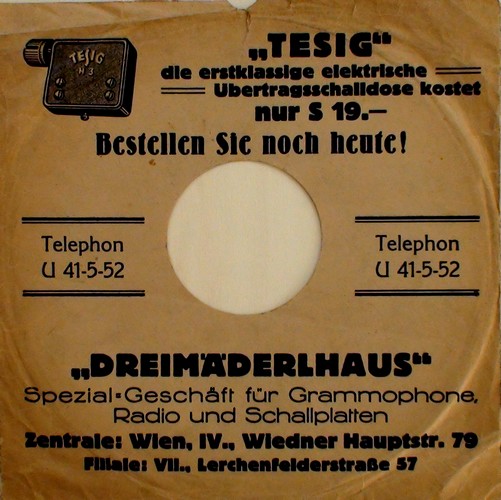 TESIG
N 3
„TESIG“
die erstklassige elektrische
Übertragsschalldose kostet
nur S 19.—
Bestellen Sie noch heute!
Telephon
U 41-5-52
Telephon
U 41-5-52
„DREIMÄDERLHAUS“
Spezial=Geschäft für Grammophone,
Radio und Schallplatten
Zentrale: Wien, IV., Wiedner Hauptstr. 79
Filiale: VII., Lerchenfelderstraße 57